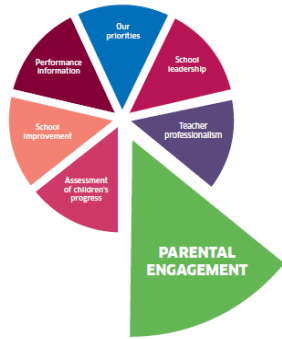 Our
priorities
School
leadership
Teacher
professionalism
PARENTAL
ENGAGEMENT
Assessment
of children's
progress
School
improvement
Performance
information